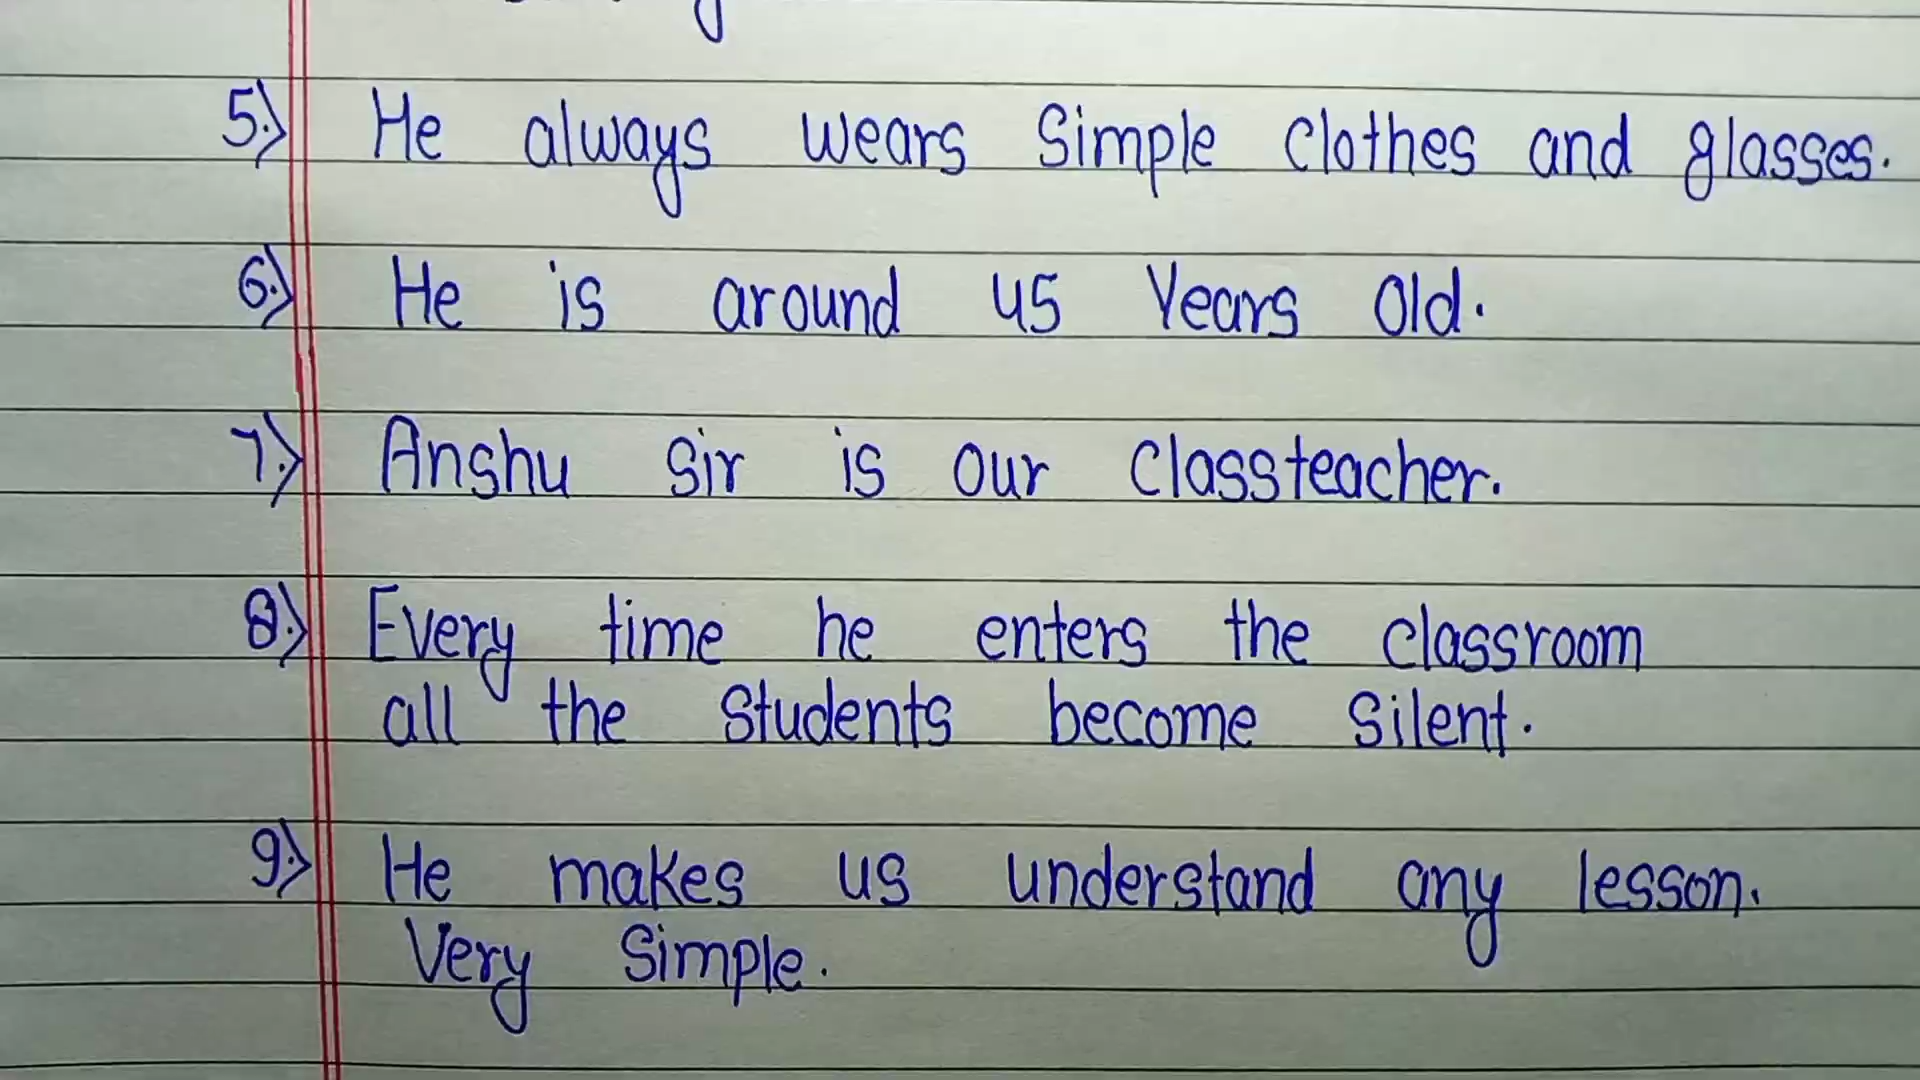 5.) He always wears Simple Clothes and glasses.
6.) He is around 45 Years Old.
7.) Anshu Sir is Our Classteacher.
8.) Every time he enters the classroom
all the Students become Silent.
9.) He makes us understand any lesson.
Very Simple.